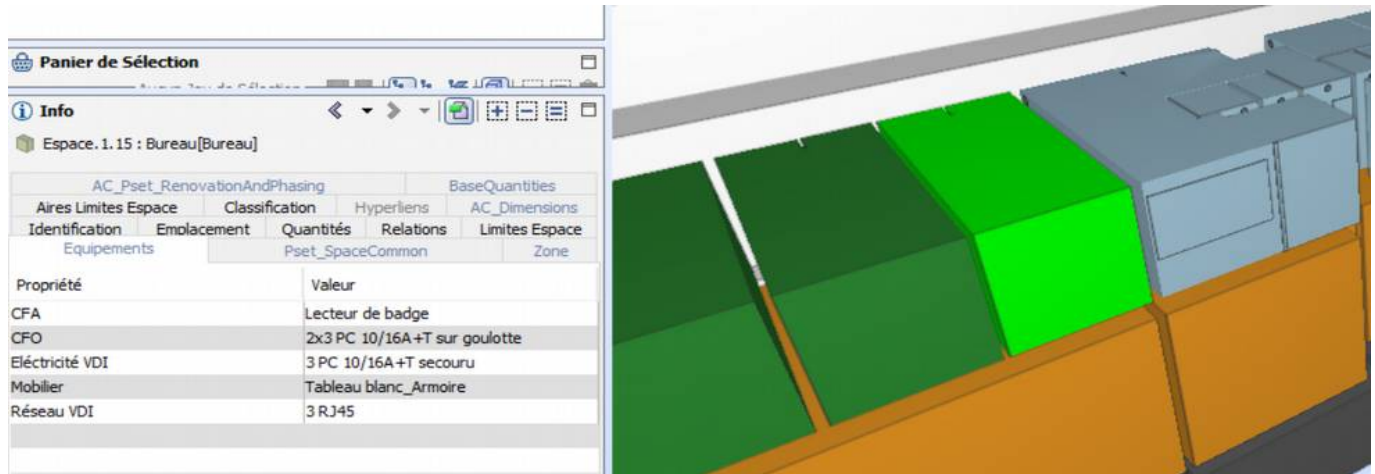 Panier de Sélection
Info
Espace.1.15 : Bureau[Bureau]
AC_Pset_RenovationAndPhasing BaseQuantities
Aires Limites Espace Classification Hyperliens AC_Dimensions
Identification Emplacement Quantités Relations Limites Espace
Equipements Pset_SpaceCommon Zone
Propriété Valeur
CFA Lecteur de badge
CFO 2x3 PC 10/16A+T sur goulotte
Eléctricité VDI 3 PC 10/16A+T secouru
Mobilier Tableau blanc_Armoire
Réseau VDI 3 RJ45